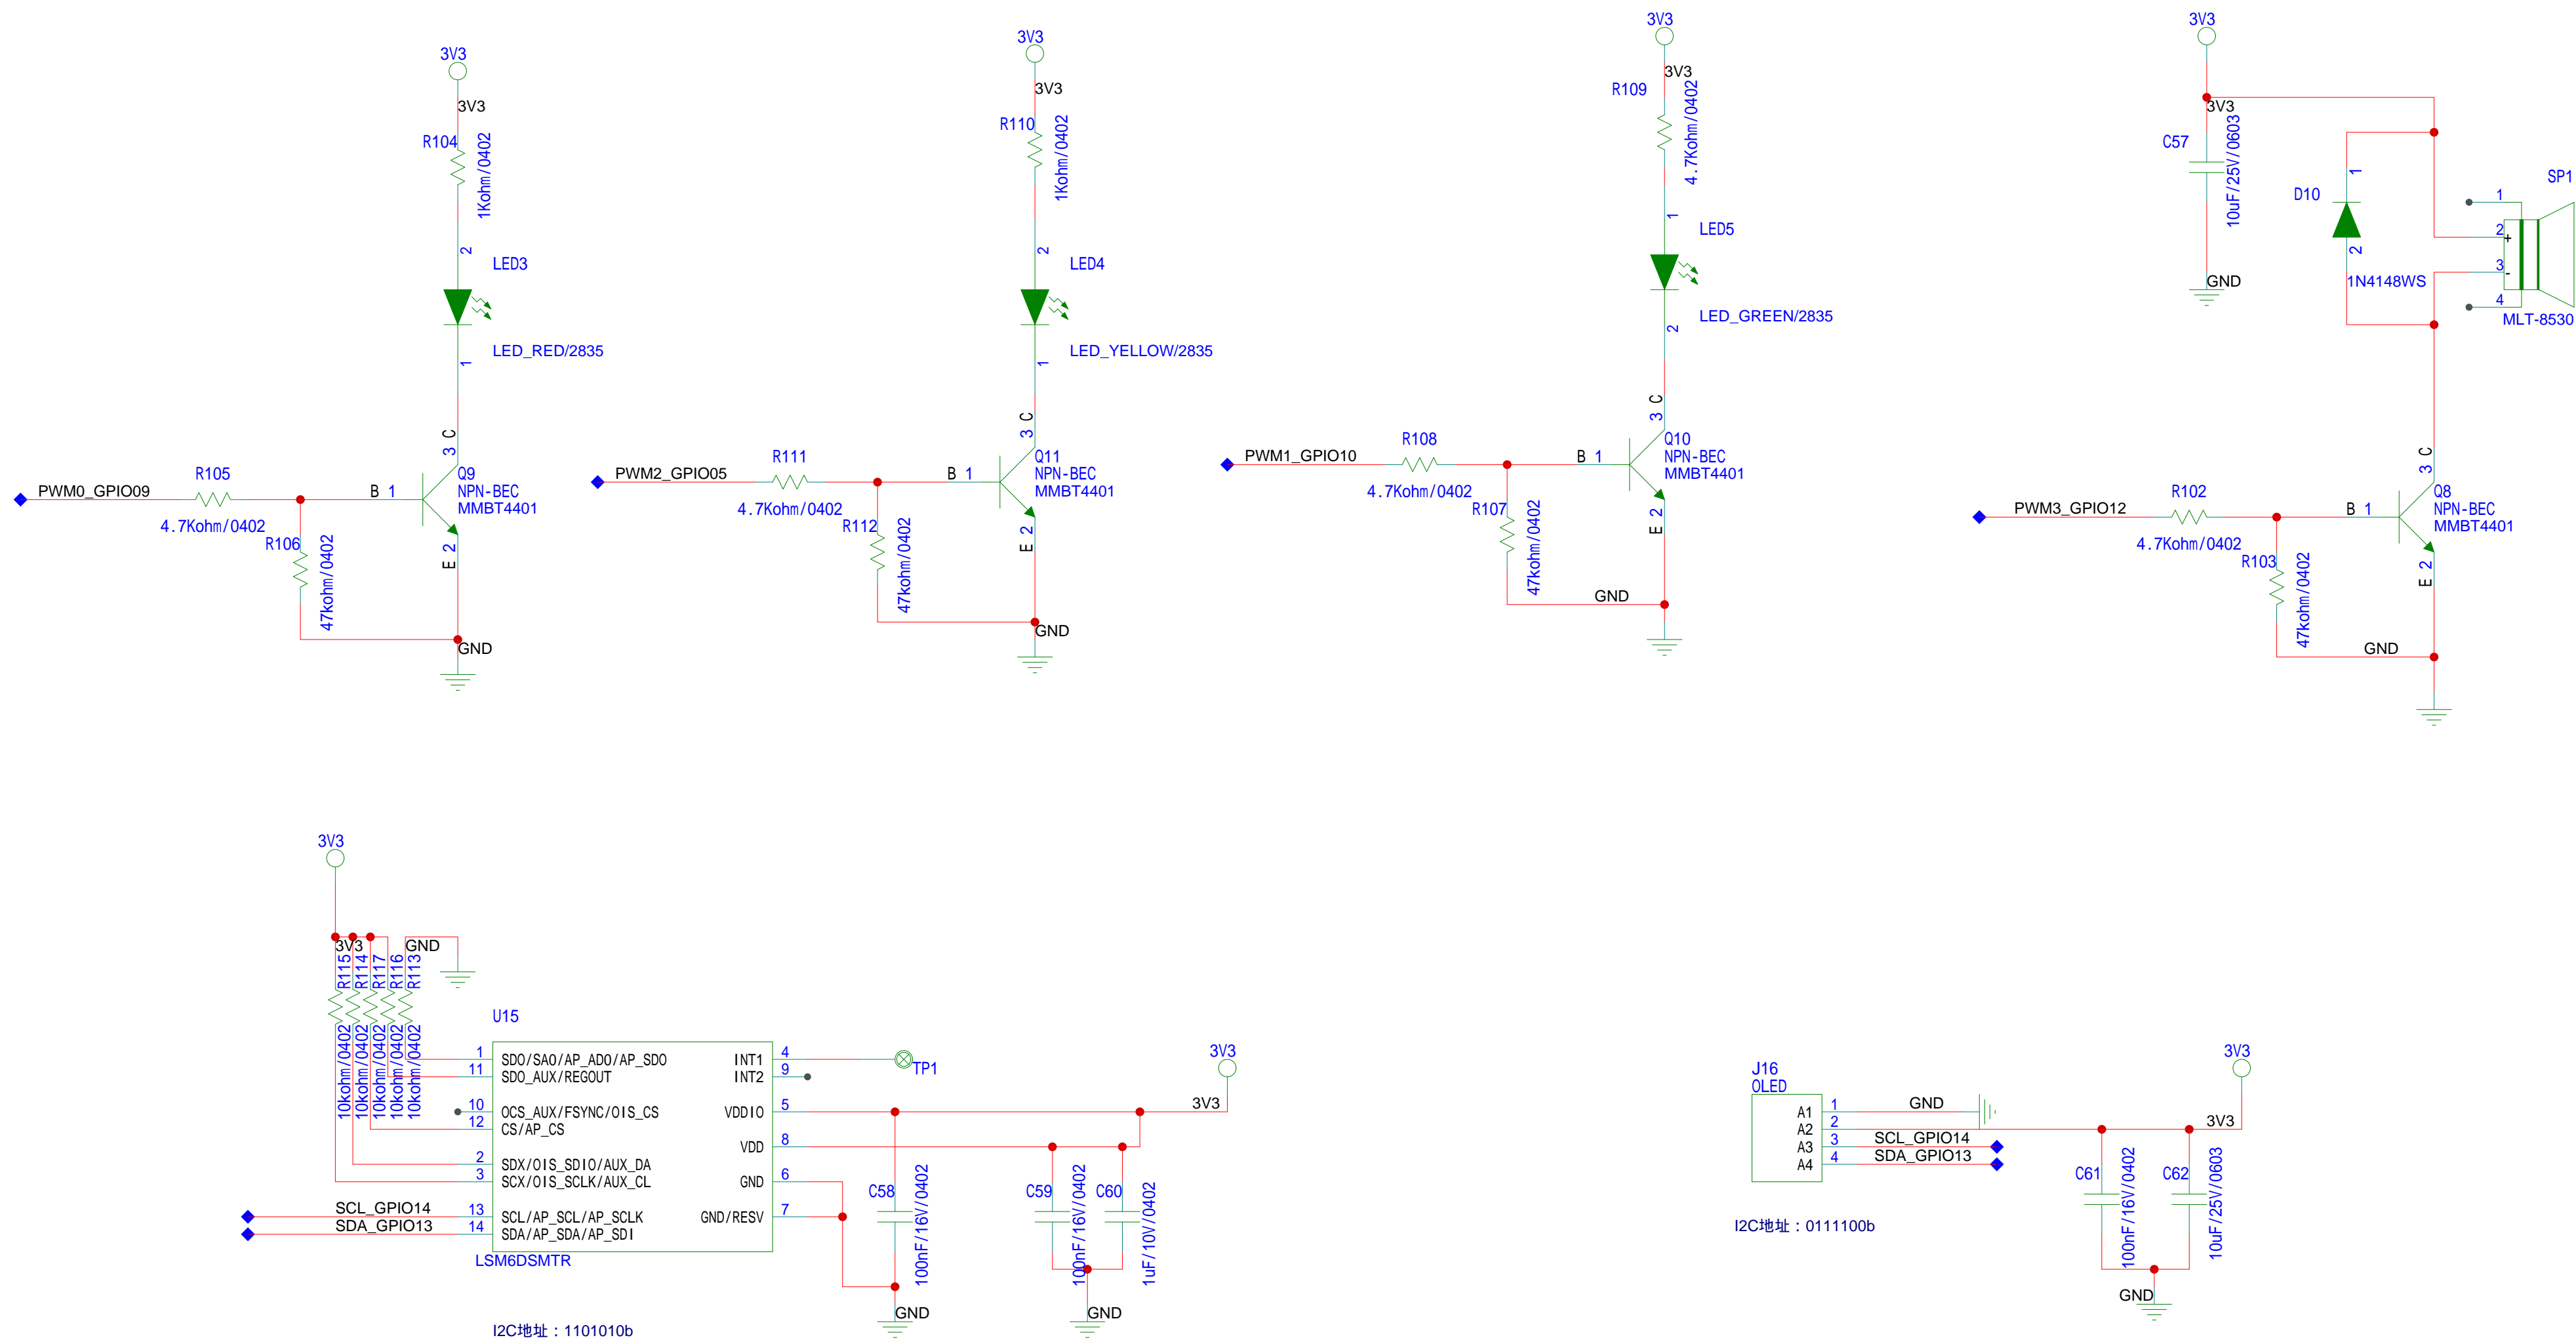 3V3
3V3
R104
1Kohm/0402
2
LED3
LED_RED/2835
1
3 C
Q9
NPN-BEC
MMBT4401
B 1
E 2
PWM0_GPIO09
R105
4.7Kohm/0402
R106
47kohm/0402
GND
3V3
3V3
R110
1Kohm/0402
2
LED4
LED_YELLOW/2835
1
3 C
Q11
NPN-BEC
MMBT4401
B 1
E 2
PWM2_GPIO05
R111
4.7Kohm/0402
R112
47kohm/0402
GND
3V3
3V3
R109
4.7Kohm/0402
1
LED5
LED_GREEN/2835
2
3 C
Q10
NPN-BEC
MMBT4401
B 1
E 2
PWM1_GPIO10
R108
4.7Kohm/0402
R107
47kohm/0402
GND
3V3
3V3
C57
10uF/25V/0603
GND
D10
1
2
1N4148WS
SP1
1
2
+
3
-
4
MLT-8530
3 C
Q8
NPN-BEC
MMBT4401
B 1
E 2
PWM3_GPIO12
R102
4.7Kohm/0402
R103
47kohm/0402
GND
3V3
3V3
GND
R115
R114
R117
R116
R113
10kohm/0402
10kohm/0402
10kohm/0402
10kohm/0402
10kohm/0402
U15
1 SDO/SAO/AP_ADO/AP_SDO
11 SDO_AUX/REGOUT
10 OCS_AUX/FSYNC/OIS_CS
12 CS/AP_CS
2 SDX/OIS_SDIO/AUX_DA
3 SCX/OIS_SCLK/AUX_CL
SCL_GPIO14 13 SCL/AP_SCL/AP_SCLK
SDA_GPIO13 14 SDA/AP_SDA/AP_SDI
INT1 4
TP1
INT2 9
VDDIO 5
VDD 8
GND 6
GND/RESV 7
LSM6DSMTR
3V3
3V3
C58
100nF/16V/0402
C59
100nF/16V/0402
C60
1uF/10V/0402
GND
GND
I2C地址：1101010b
J16
OLED
A1 1 GND
A2 2
A3 3 SCL_GPIO14
A4 4 SDA_GPIO13
3V3
3V3
C61
100nF/16V/0402
C62
10uF/25V/0603
GND
I2C地址：0111100b